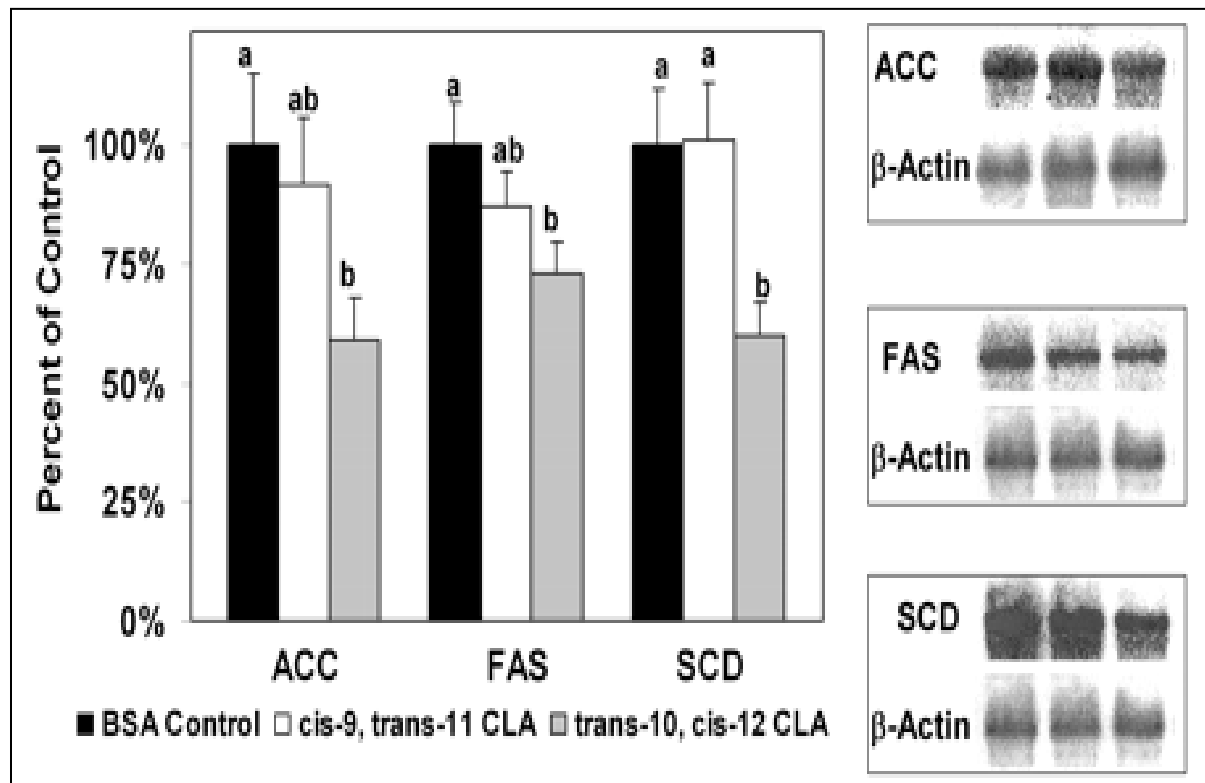 Percent of Control
100%
75%
50%
25%
0%
a
ab
b
a
ab
b
a
a
b
ACC
FAS
SCD
BSA Control
cis-9, trans-11 CLA
trans-10, cis-12 CLA
ACC
β-Actin
FAS
β-Actin
SCD
β-Actin